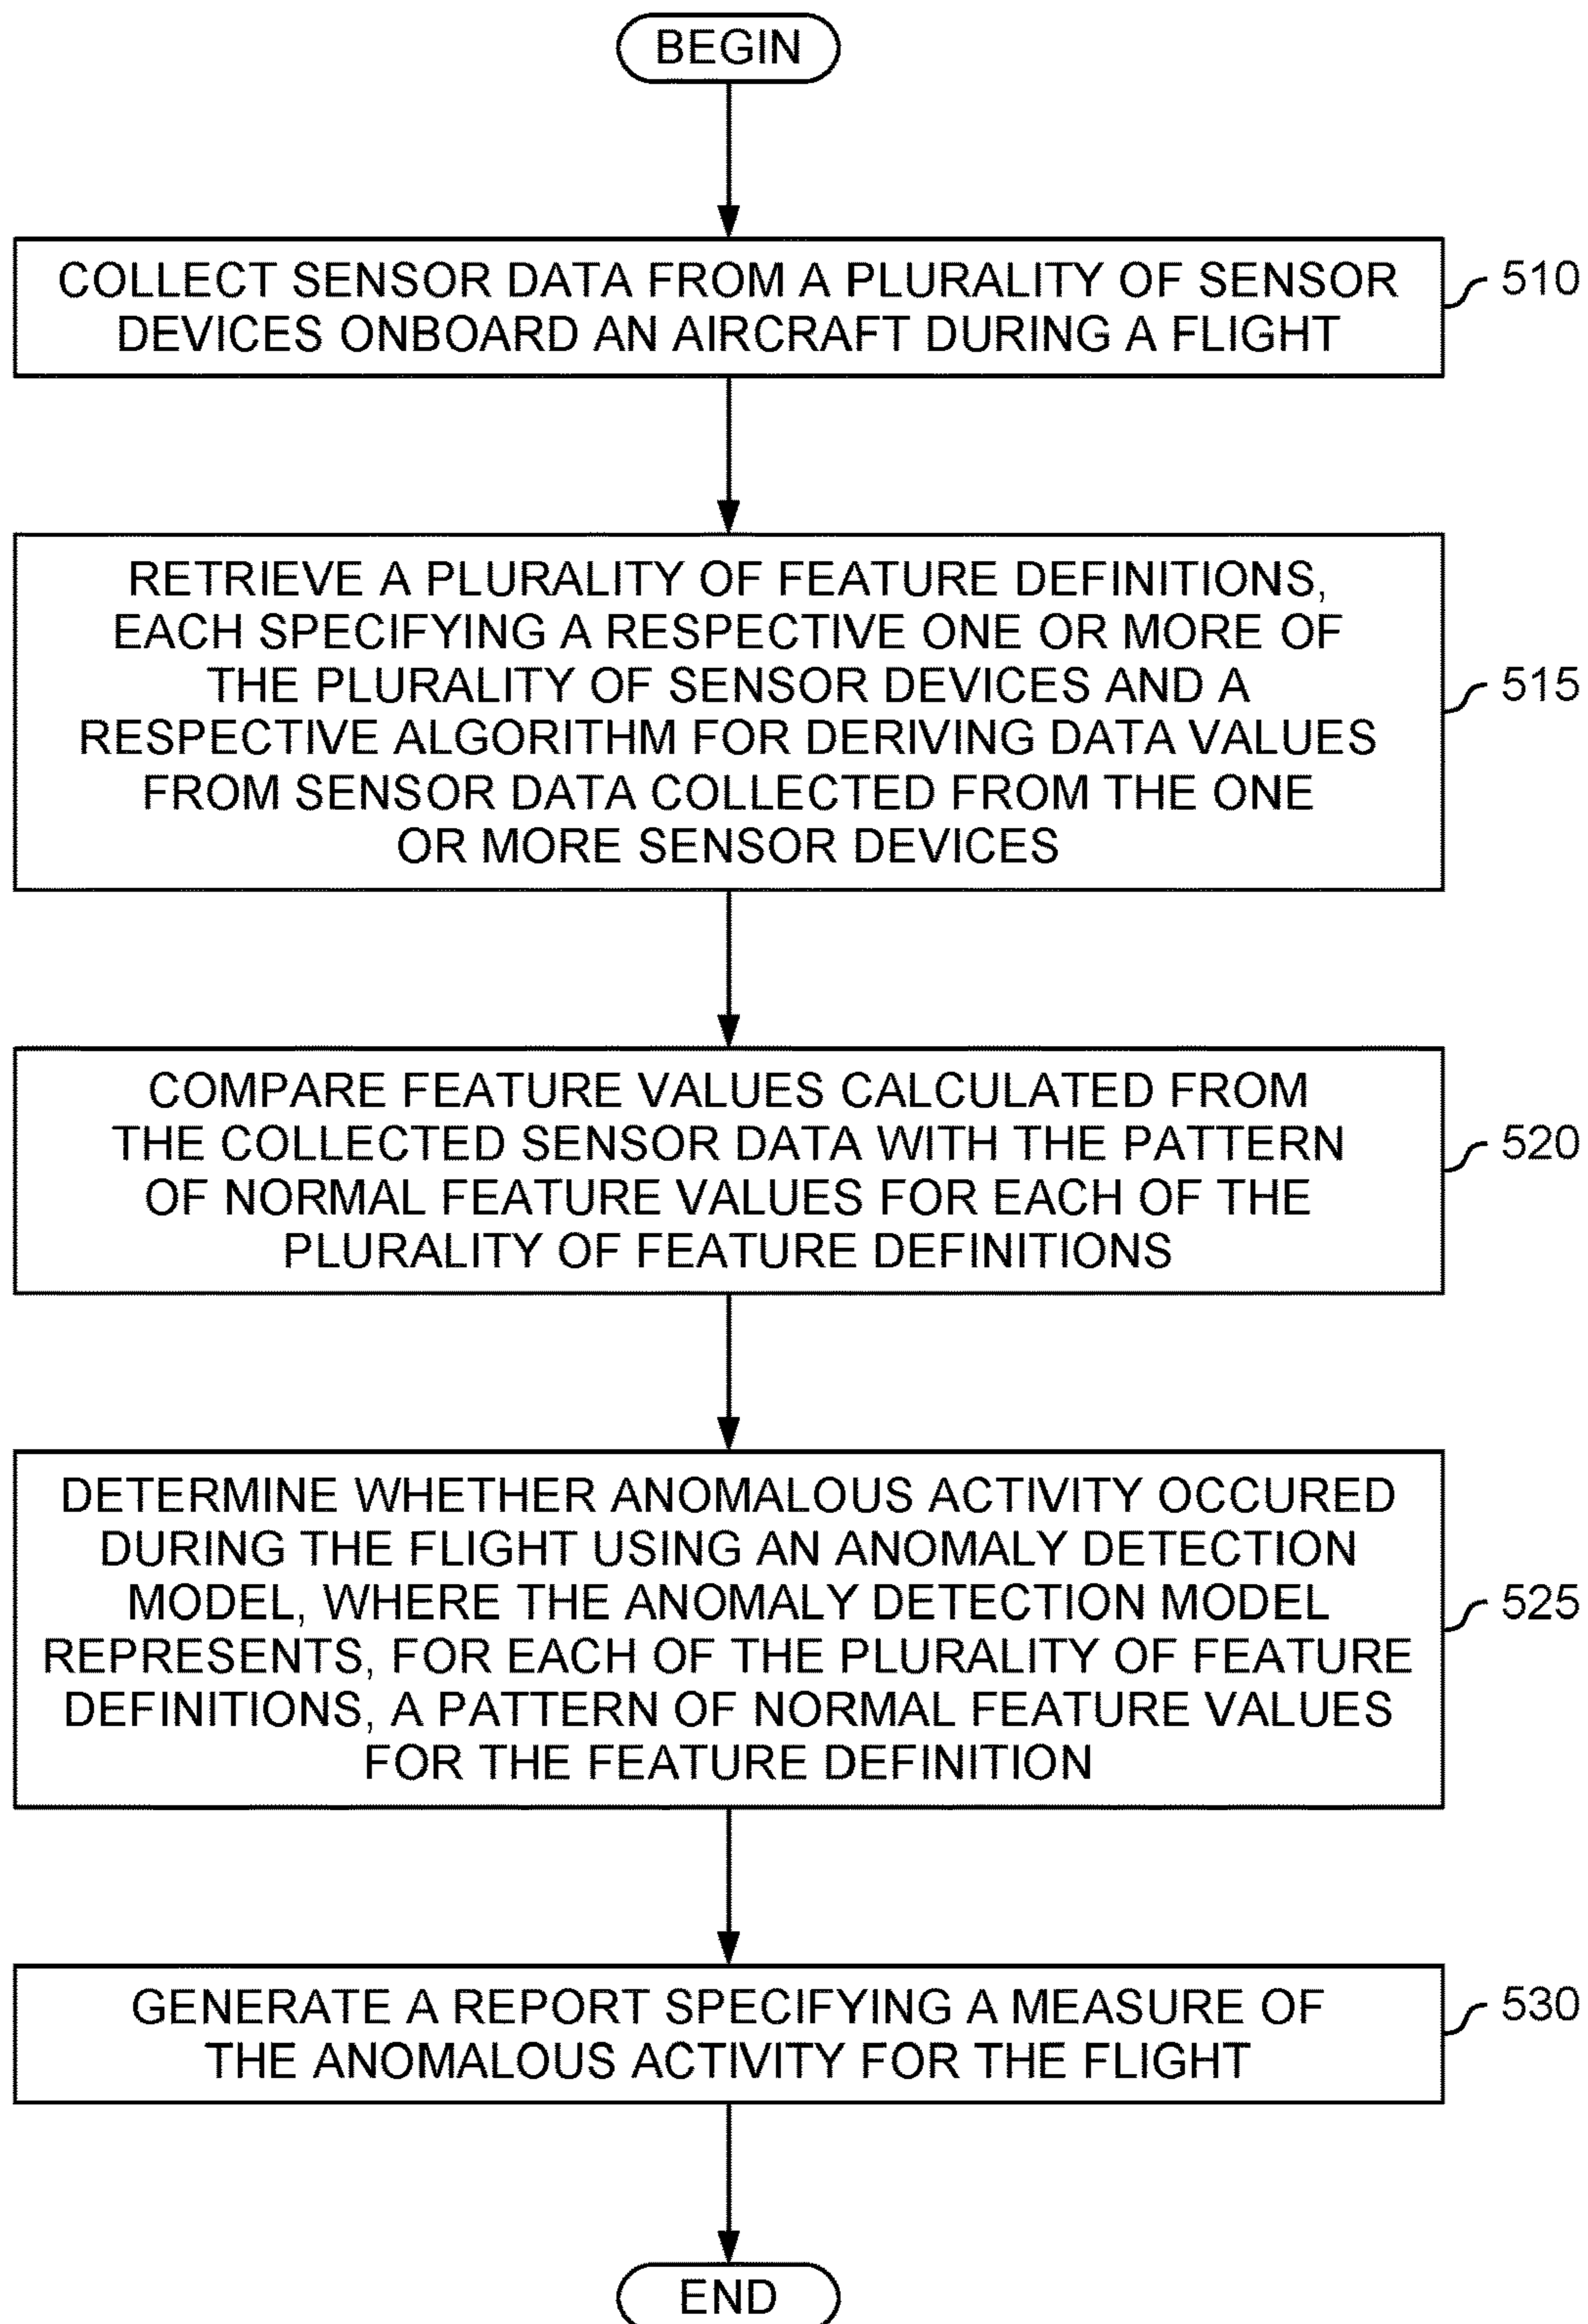 BEGIN
COLLECT SENSOR DATA FROM A PLURALITY OF SENSOR
DEVICES ONBOARD AN AIRCRAFT DURING A FLIGHT
510
RETRIEVE A PLURALITY OF FEATURE DEFINITIONS,
EACH SPECIFYING A RESPECTIVE ONE OR MORE OF
THE PLURALITY OF SENSOR DEVICES AND A
RESPECTIVE ALGORITHM FOR DERIVING DATA VALUES
FROM SENSOR DATA COLLECTED FROM THE ONE
OR MORE SENSOR DEVICES
515
COMPARE FEATURE VALUES CALCULATED FROM
THE COLLECTED SENSOR DATA WITH THE PATTERN
OF NORMAL FEATURE VALUES FOR EACH OF THE
PLURALITY OF FEATURE DEFINITIONS
520
DETERMINE WHETHER ANOMALOUS ACTIVITY OCCURED
DURING THE FLIGHT USING AN ANOMALY DETECTION
MODEL, WHERE THE ANOMALY DETECTION MODEL
REPRESENTS, FOR EACH OF THE PLURALITY OF FEATURE
DEFINITIONS, A PATTERN OF NORMAL FEATURE VALUES
FOR THE FEATURE DEFINITION
525
GENERATE A REPORT SPECIFYING A MEASURE OF
THE ANOMALOUS ACTIVITY FOR THE FLIGHT
530
END